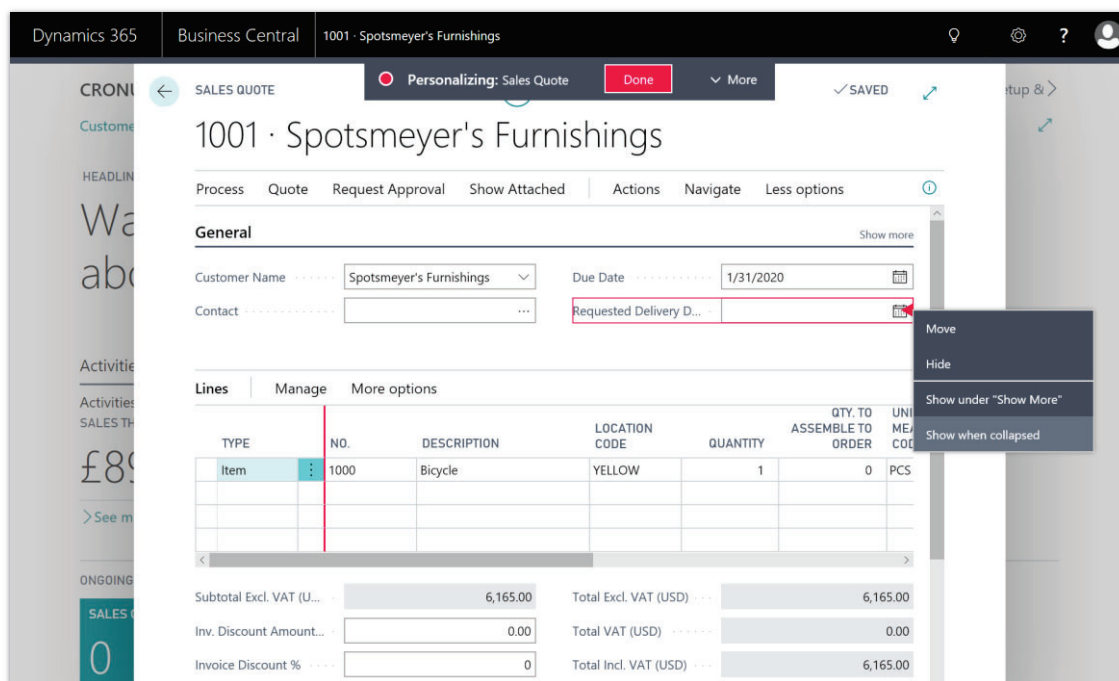 Dynamics 365 Business Central 1001 · Spotsmeyer's Furnishings ?
Personalizing: Sales Quote Done More
CRONU SALES QUOTE SAVED etup &
Custome
1001 · Spotsmeyer's Furnishings
HEADLIN
Process Quote Request Approval Show Attached Actions Navigate Less options
Wa
General Show more
abo
Customer Name Spotsmeyer's Furnishings Due Date 1/31/2020
Contact ... Requested Delivery D...
Move
Hide
Show under "Show More"
Show when collapsed
Activitie
Lines Manage More options
Activities
SALES TH
TYPE NO. DESCRIPTION LOCATION CODE QUANTITY QTY. TO ASSEMBLE TO ORDER UNI MEA COD
£89
Item 1000 Bicycle YELLOW 1 0 PCS
See m
ONGOING
Subtotal Excl. VAT (U... 6,165.00 Total Excl. VAT (USD) 6,165.00
SALES
Inv. Discount Amount... 0.00 Total VAT (USD) 0.00
0
Invoice Discount % 0 Total Incl. VAT (USD) 6,165.00